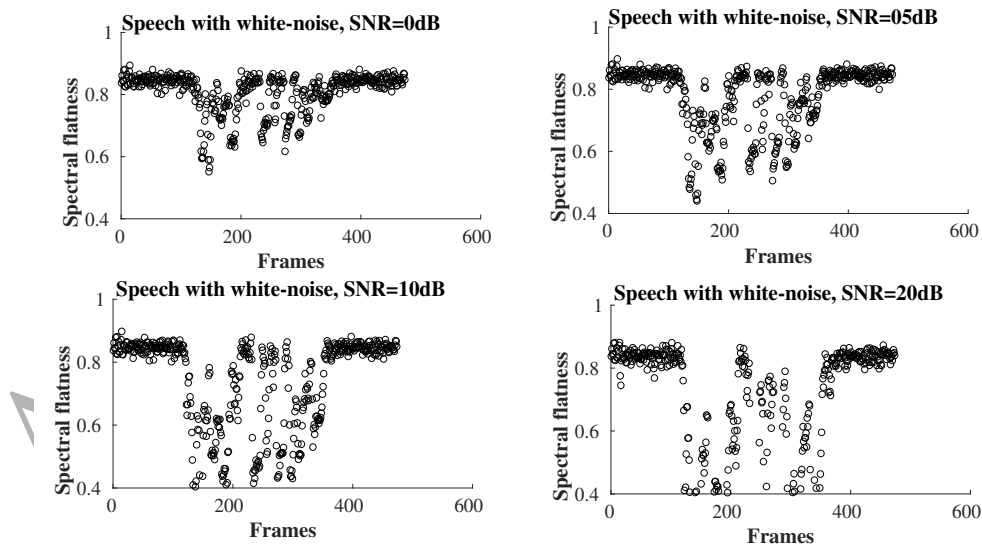 Speech with white-noise, SNR=0dB
1
0.8
0.6
0.4
Spectral flatness
0 200 400 600
Frames
Speech with white-noise, SNR=05dB
1
0.8
0.6
0.4
Spectral flatness
0 200 400 600
Frames
Speech with white-noise, SNR=10dB
1
0.8
0.6
0.4
Spectral flatness
0 200 400 600
Frames
Speech with white-noise, SNR=20dB
1
0.8
0.6
0.4
Spectral flatness
0 200 400 600
Frames